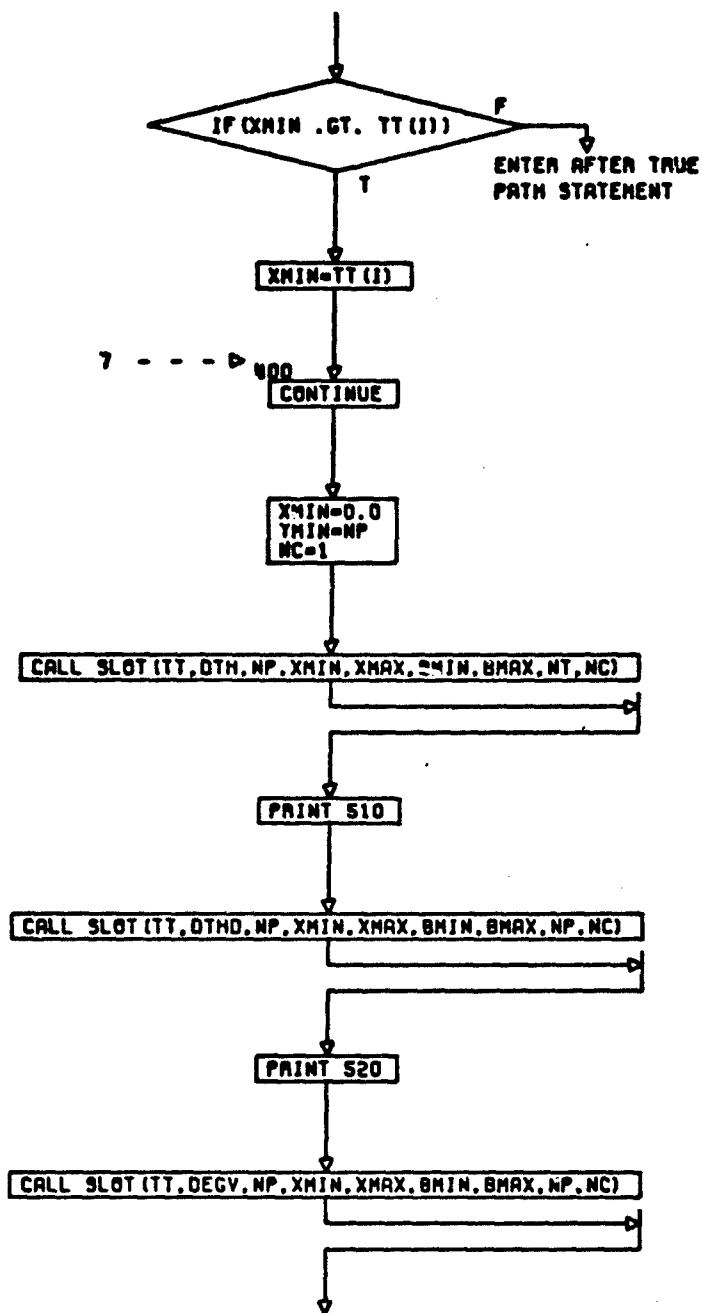 IF(XMIN .GT. TT(I))
F
ENTER AFTER TRUE
PATH STATEMENT
T
XMIN=TT(I)
7 - - -
400
CONTINUE
XMIN=0.0
YMIN=NP
NC=1
CALL SLOT(TT,DTH,NP,XMIN,XMAX,BMIN,BMAX,NT,NC)
PRINT 510
CALL SLOT(TT,DTHD,NP,XMIN,XMAX,BMIN,BMAX,NP,NC)
PRINT 520
CALL SLOT(TT,DEGV,NP,XMIN,XMAX,BMIN,BMAX,NP,NC)